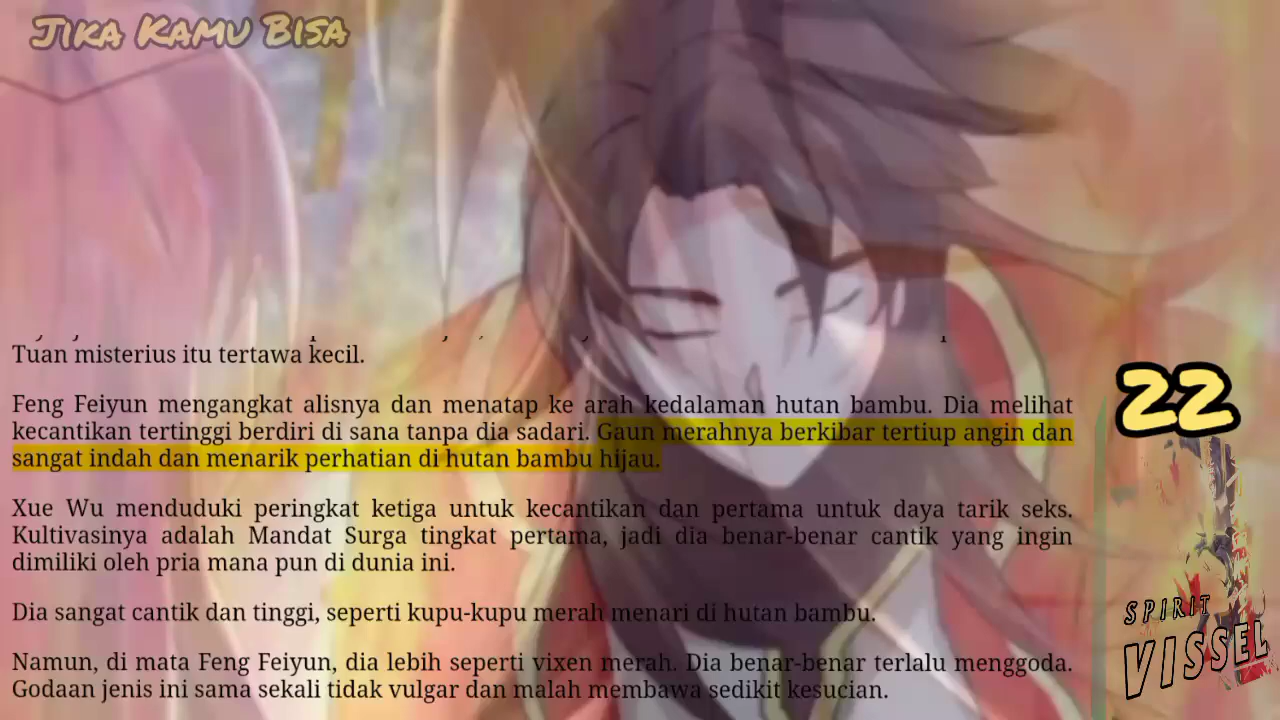 Jika Kamu Bisa
Tuan misterius itu tertawa kecil.
Feng Feiyun mengangkat alisnya dan menatap ke arah kedalaman hutan bambu. Dia melihat
kecantikan tertinggi berdiri di sana tanpa dia sadari. Gaun merahnya berkibar tertiup angin dan
sangat indah dan menarik perhatian di hutan bambu hijau.
Xue Wu menduduki peringkat ketiga untuk kecantikan dan pertama untuk daya tarik seks.
Kultivasinya adalah Mandat Surga tingkat pertama, jadi dia benar-benar cantik yang ingin
dimiliki oleh pria mana pun di dunia ini.
Dia sangat cantik dan tinggi, seperti kupu-kupu merah menari di hutan bambu.
Namun, di mata Feng Feiyun, dia lebih seperti vixen merah. Dia benar-benar terlalu menggoda.
Godaan jenis ini sama sekali tidak vulgar dan malah membawa sedikit kesucian.
22
SPIRIT
VISSEL